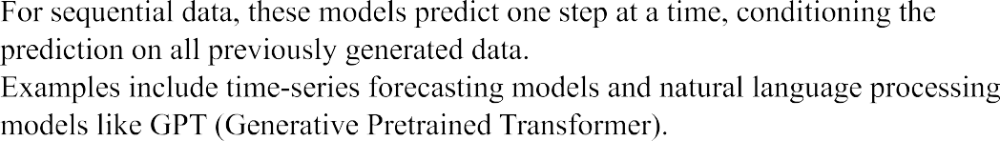 For sequential data, these models predict one step at a time, conditioning the
prediction on all previously generated data.
Examples include time-series forecasting models and natural language processing
models like GPT (Generative Pretrained Transformer).